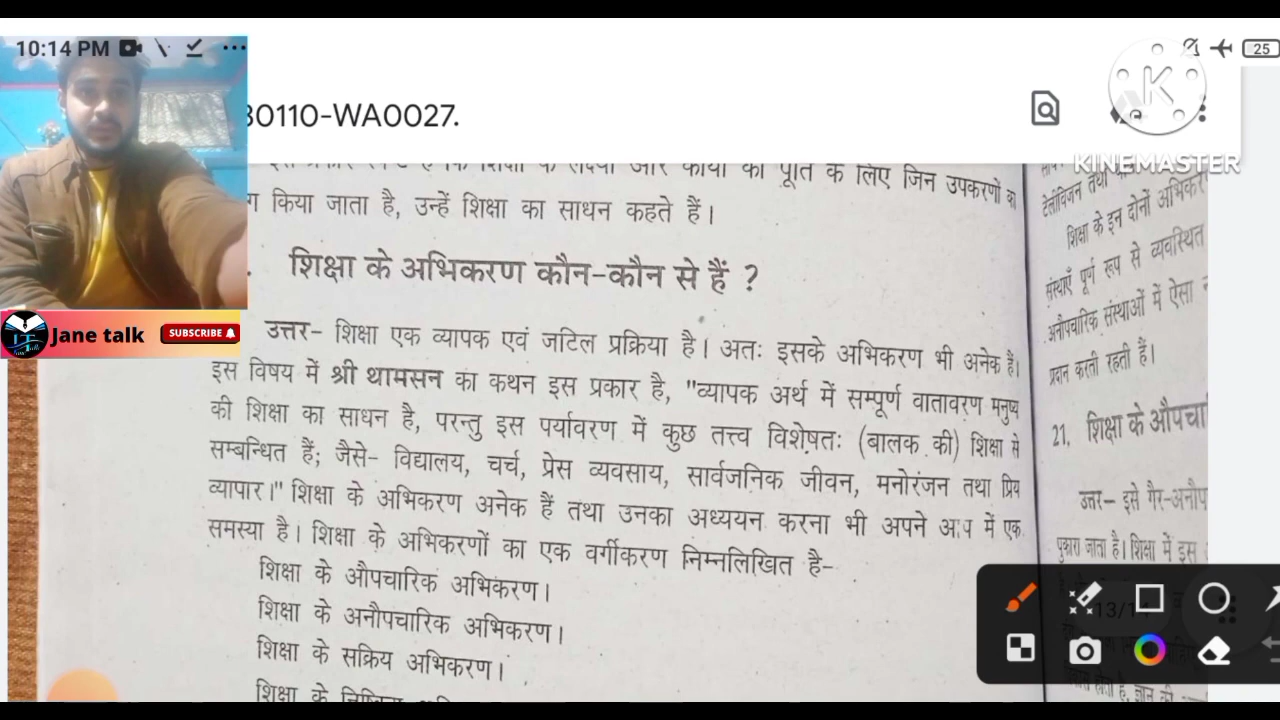 10:14 PM
25
30110-WA0027.
KINEMASTER
Jane talk
SUBSCRIBE
के लिए जिन उपकरणों का
किया जाता है, उन्हें शिक्षा का साधन कहते हैं।
शिक्षा के अभिकरण कौन-कौन से हैं ?
उत्तर- शिक्षा एक व्यापक एवं जटिल प्रक्रिया है। अतः इसके अभिकरण भी अनेक हैं।
इस विषय में श्री थामसन का कथन इस प्रकार है, "व्यापक अर्थ में सम्पूर्ण वातावरण मनुष्य
की शिक्षा का साधन है, परन्तु इस पर्यावरण में कुछ तत्त्व विशेषतः (बालक की) शिक्षा से
सम्बन्धित हैं; जैसे- विद्यालय, चर्च, प्रेस व्यवसाय, सार्वजनिक जीवन, मनोरंजन तथा प्रिय
व्यापार।" शिक्षा के अभिकरण अनेक हैं तथा उनका अध्ययन करना भी अपने आप में एक
समस्या है। शिक्षा के अभिकरणों का एक वर्गीकरण निम्नलिखित है-
शिक्षा के औपचारिक अभिकरण।
शिक्षा के अनौपचारिक अभिकरण।
शिक्षा के सक्रिय अभिकरण।
शिक्षा के
टेलीविजन तथा
शिक्षा के इन दोनों
संस्थाएँ पूर्ण रूप से व्यवस्थित
अनौपचारिक संस्थाओं में ऐसा
प्रदान करती रहती हैं।
21. शिक्षा के
उत्तर- इसे
पुकारा जाता है। शिक्षा में इस